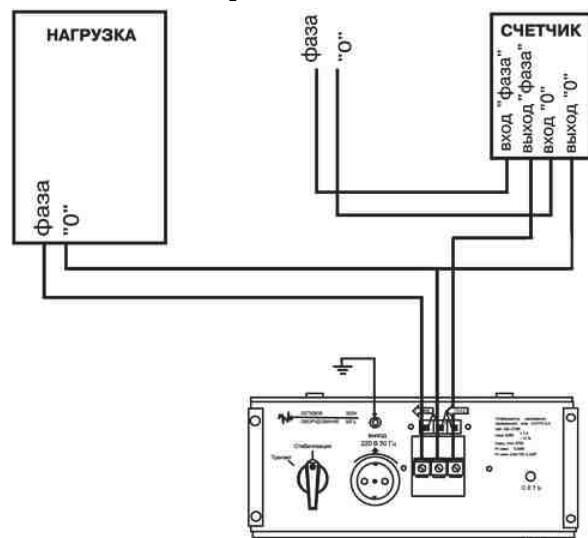 НАГРУЗКА
фаза
"0"
фаза
"0"
СЧЕТЧИК
вход "фаза"
выход "фаза"
вход "0"
выход "0"
Стабилизация
Транзит
ВЫХОД
220 В 50 Гц
СЕТЬ